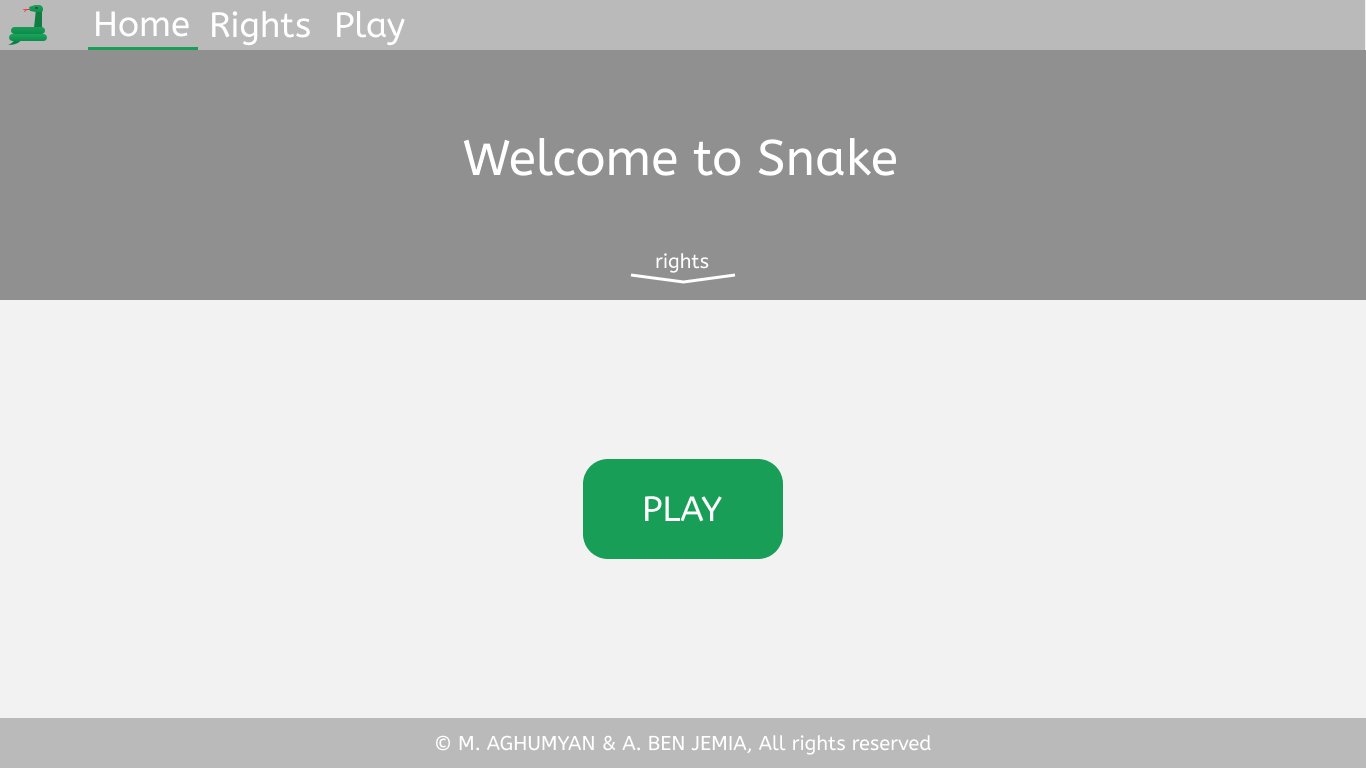 Home Rights Play
Welcome to Snake
rights
PLAY
© M. AGHUMYAN & A. BEN JEMIA, All rights reserved